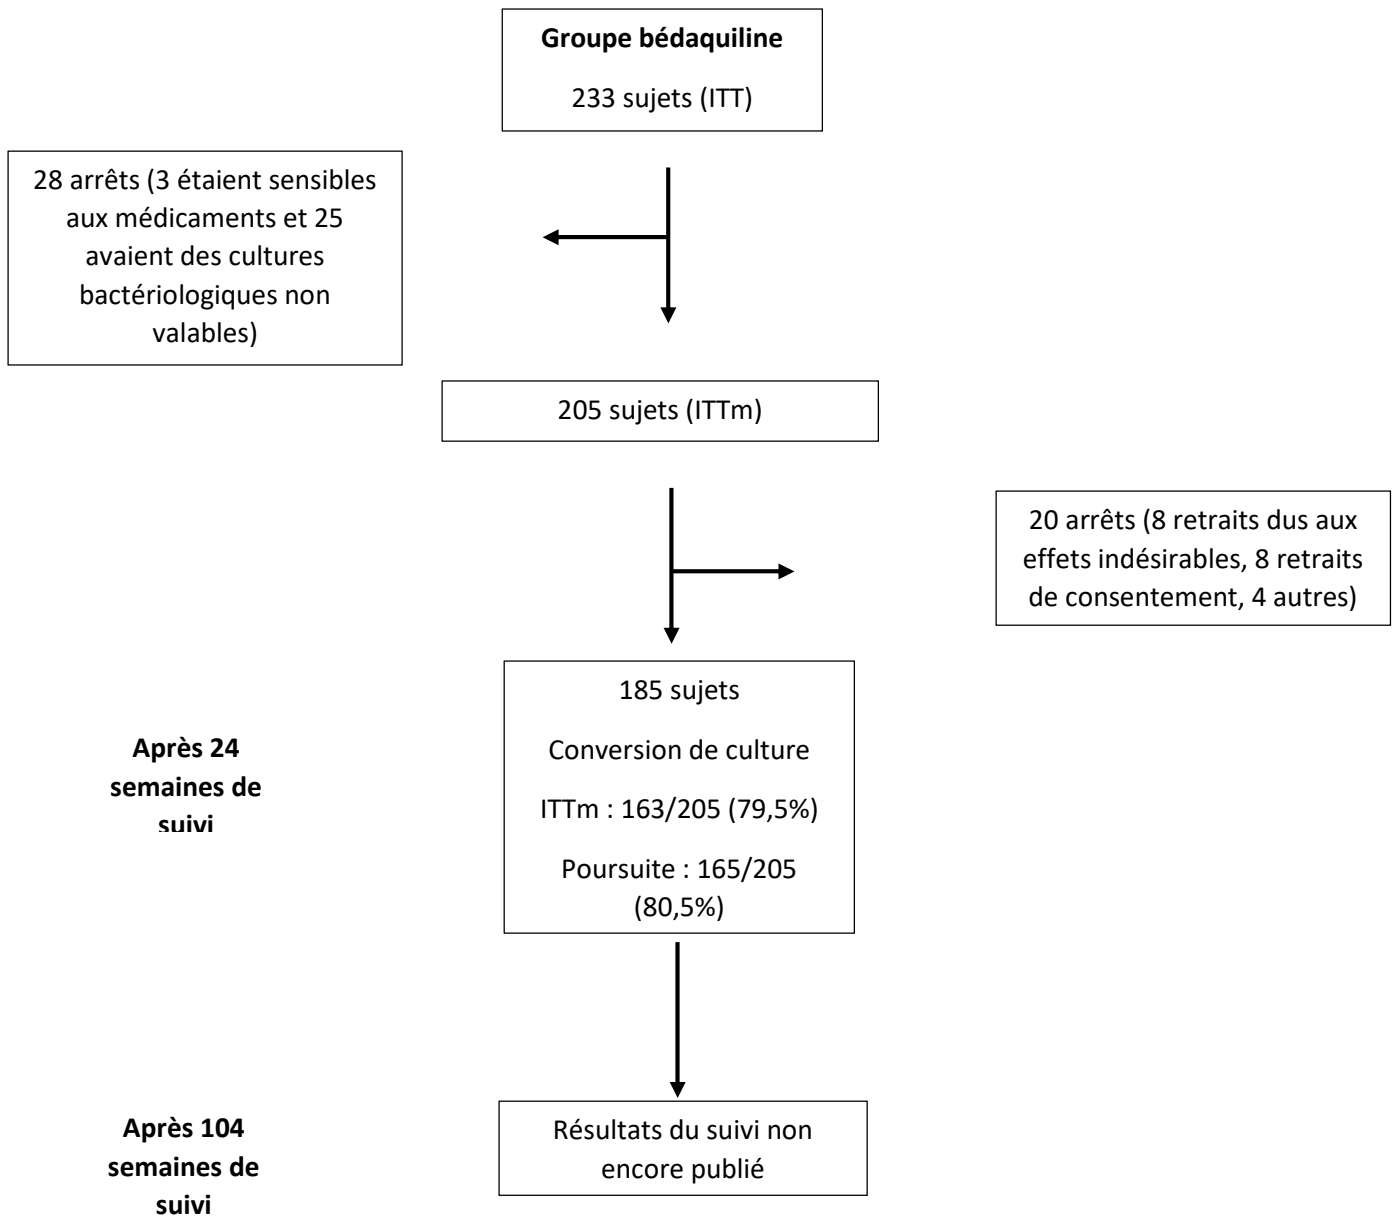 Groupe bédaquiline
233 sujets (ITT)
28 arrêts (3 étaient sensibles
aux médicaments et 25
avaient des cultures
bactériologiques non
valables)
205 sujets (ITTm)
20 arrêts (8 retraits dus aux
effets indésirables, 8 retraits
de consentement, 4 autres)
185 sujets
Conversion de culture
ITTm : 163/205 (79,5%)
Poursuite : 165/205
(80,5%)
Après 24
semaines de
suivi
Résultats du suivi non
encore publié
Après 104
semaines de
suivi